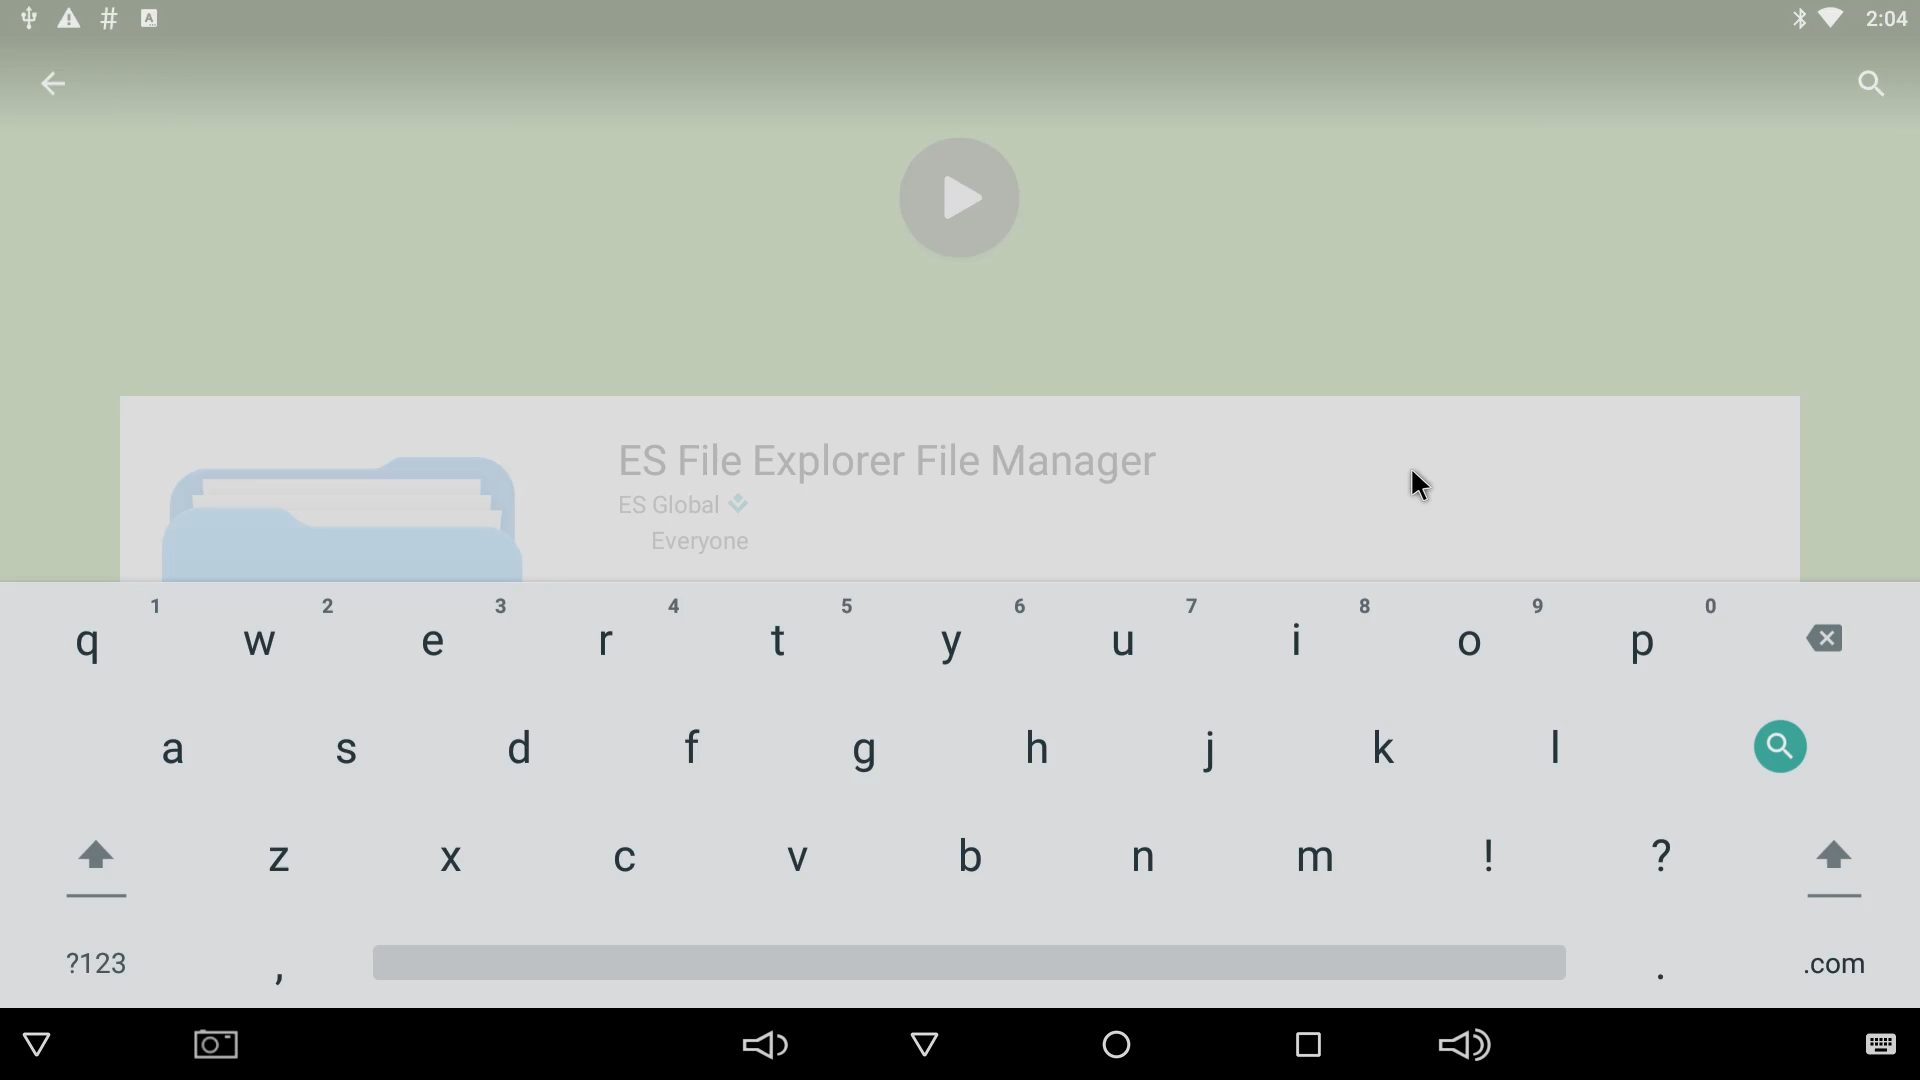 # A 2:04
ES File Explorer File Manager
ES Global
Everyone
1 2 3 4 5 6 7 8 9 0
q w e r t y u i o p
a s d f g h j k l
z x c v b n m ! ?
?123 , . .com